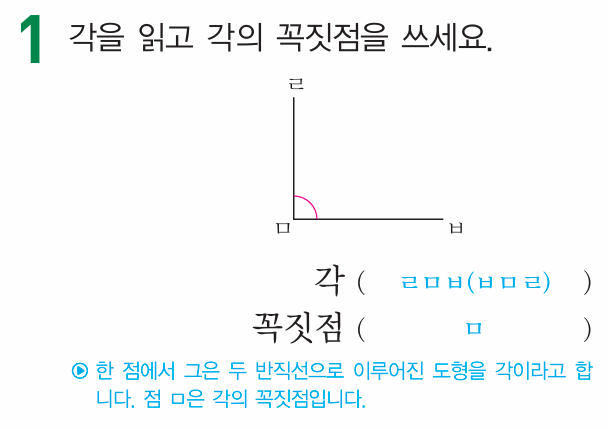 1 각을 읽고 각의 꼭짓점을 쓰세요.
ㄹ
ㅁ ㅂ
각 ( ㄹㅁㅂ(ㅂㅁㄹ) )
꼭짓점 ( ㅁ )
▶ 한 점에서 그은 두 반직선으로 이루어진 도형을 각이라고 합
니다. 점 ㅁ은 각의 꼭짓점입니다.